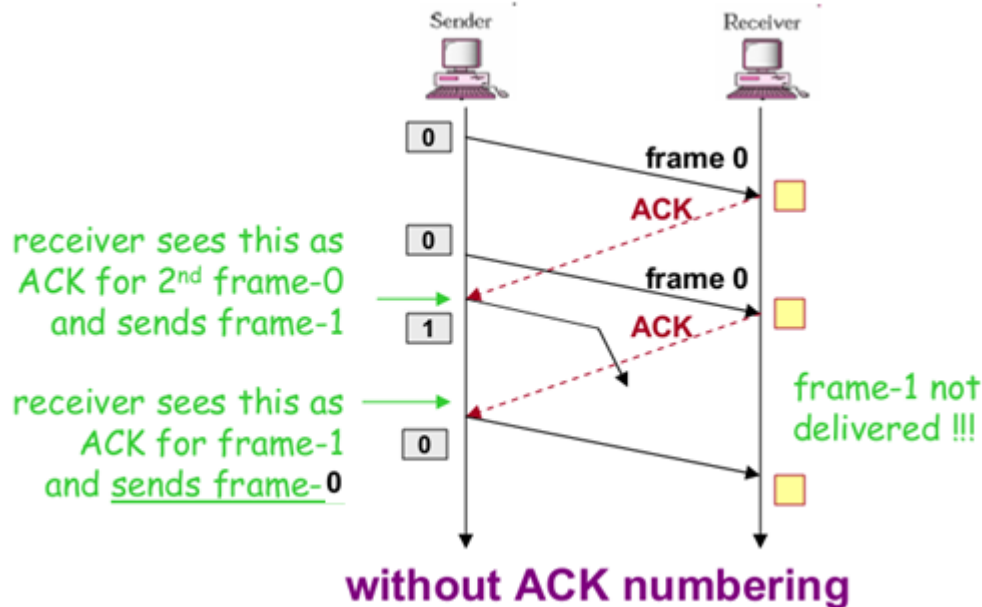 Sender
Receiver
0
frame 0
ACK
0
frame 0
receiver sees this as
ACK for 2nd frame-0
and sends frame-1
1
ACK
frame-1 not
delivered !!!
receiver sees this as
ACK for frame-1
and sends frame-0
0
without ACK numbering